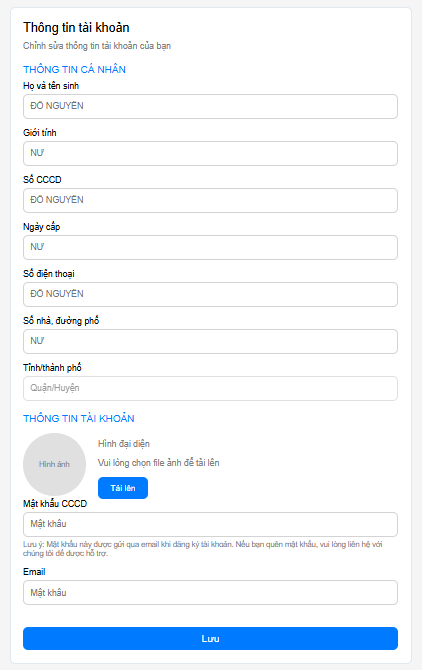 Thông tin tài khoản
Chỉnh sửa thông tin tài khoản của bạn
THÔNG TIN CÁ NHÂN
Họ và tên sinh
ĐỖ NGUYÊN
Giới tính
NỮ
Số CCCD
ĐỖ NGUYÊN
Ngày cấp
NỮ
Số điện thoại
ĐỖ NGUYÊN
Số nhà, đường phố
NỮ
Tỉnh/thành phố
Quận/Huyện
THÔNG TIN TÀI KHOẢN
Hình ảnh
Hình đại diện
Vui lòng chọn file ảnh để tải lên
Tải lên
Mật khẩu CCCD
Mật khẩu
Lưu ý: Mật khẩu này được gửi qua email khi đăng ký tài khoản. Nếu bạn quên mật khẩu, vui lòng liên hệ với
chúng tôi để được hỗ trợ.
Email
Mật khẩu
Lưu